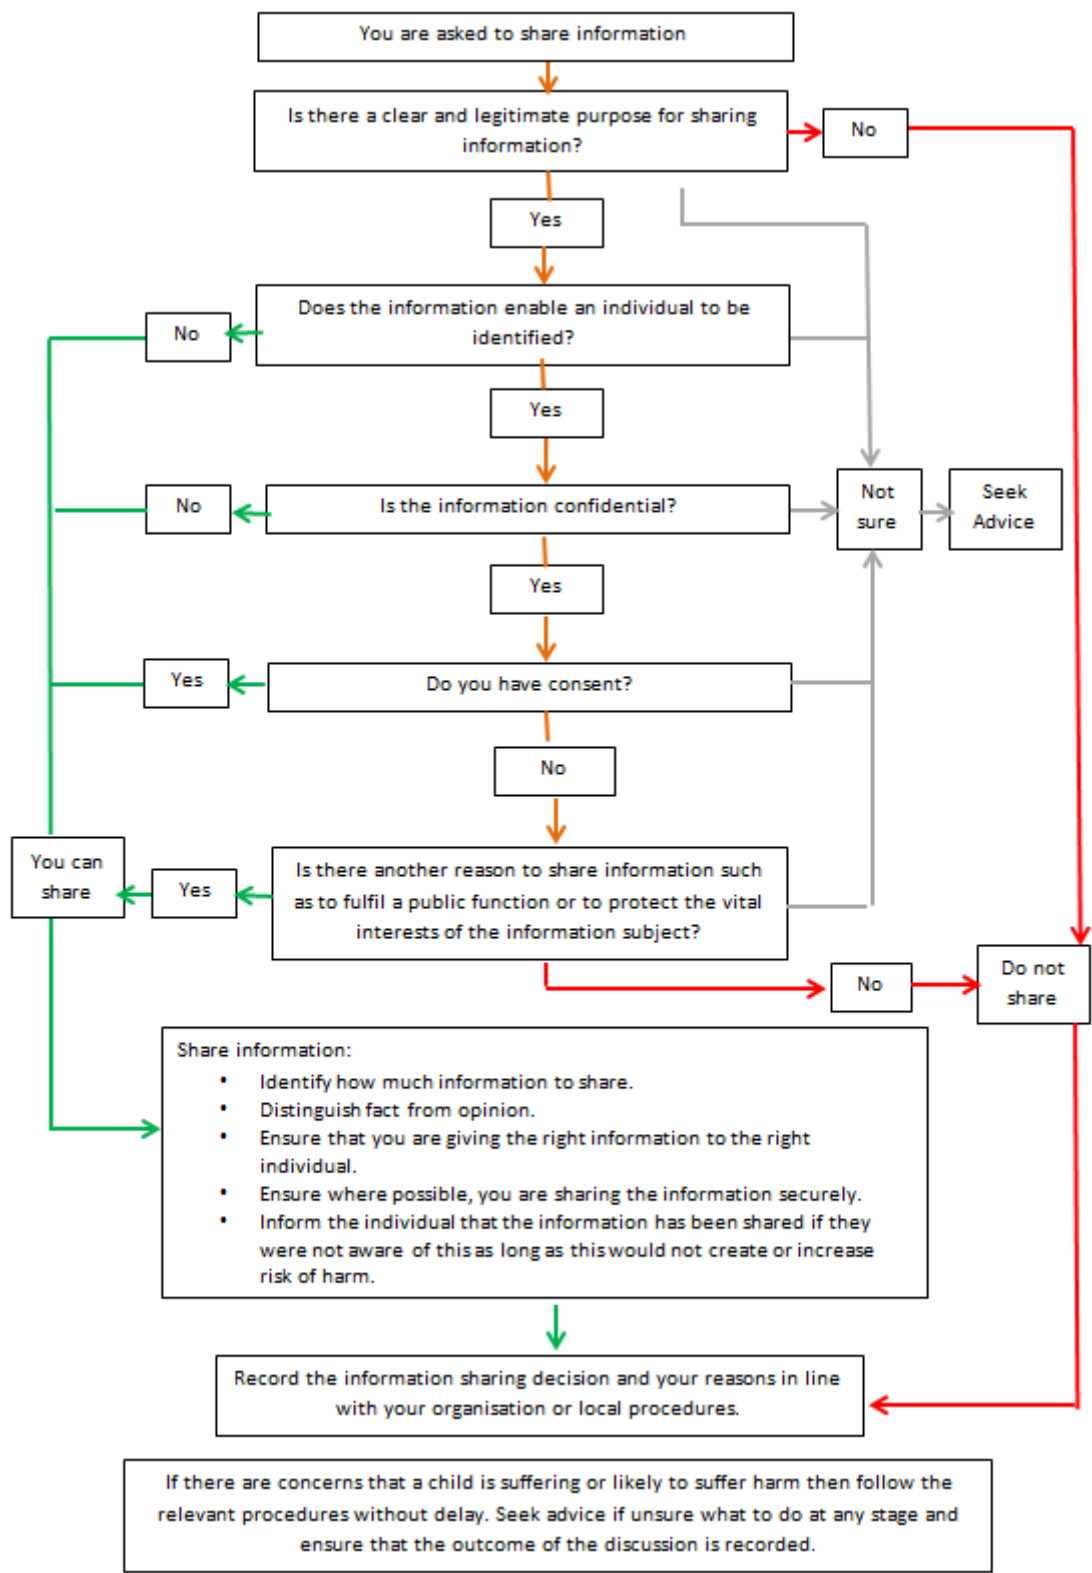 You are asked to share information
Is there a clear and legitimate purpose for sharing
information?
No
Yes
Does the information enable an individual to be
identified?
No
Yes
Is the information confidential?
No
Not
sure
Seek
Advice
Yes
Do you have consent?
Yes
No
Is there another reason to share information such
as to fulfil a public function or to protect the vital
interests of the information subject?
Yes
You can
share
No
Do not
share
Share information:
• Identify how much information to share.
• Distinguish fact from opinion.
• Ensure that you are giving the right information to the right
individual.
• Ensure where possible, you are sharing the information securely.
• Inform the individual that the information has been shared if they
were not aware of this as long as this would not create or increase
risk of harm.
Record the information sharing decision and your reasons in line
with your organisation or local procedures.
If there are concerns that a child is suffering or likely to suffer harm then follow the
relevant procedures without delay. Seek advice if unsure what to do at any stage and
ensure that the outcome of the discussion is recorded.